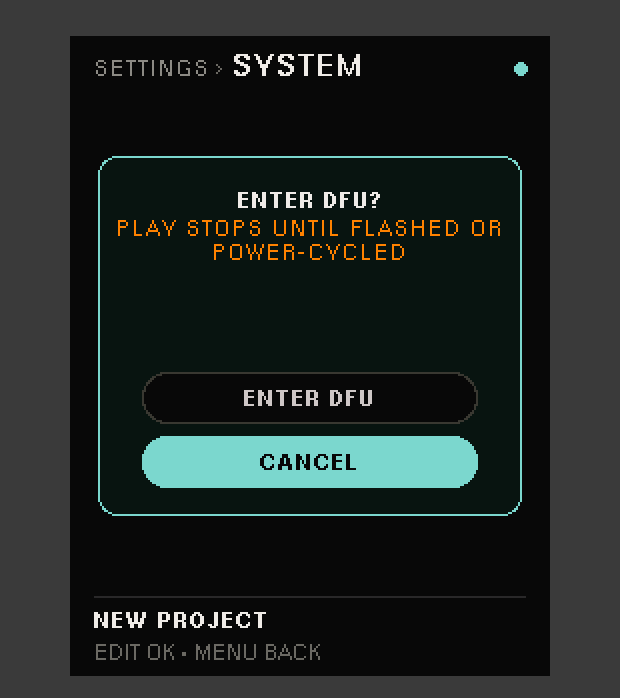 SETTINGS › SYSTEM
ENTER DFU?
PLAY STOPS UNTIL FLASHED OR
POWER-CYCLED
ENTER DFU
CANCEL
NEW PROJECT
EDIT OK · MENU BACK